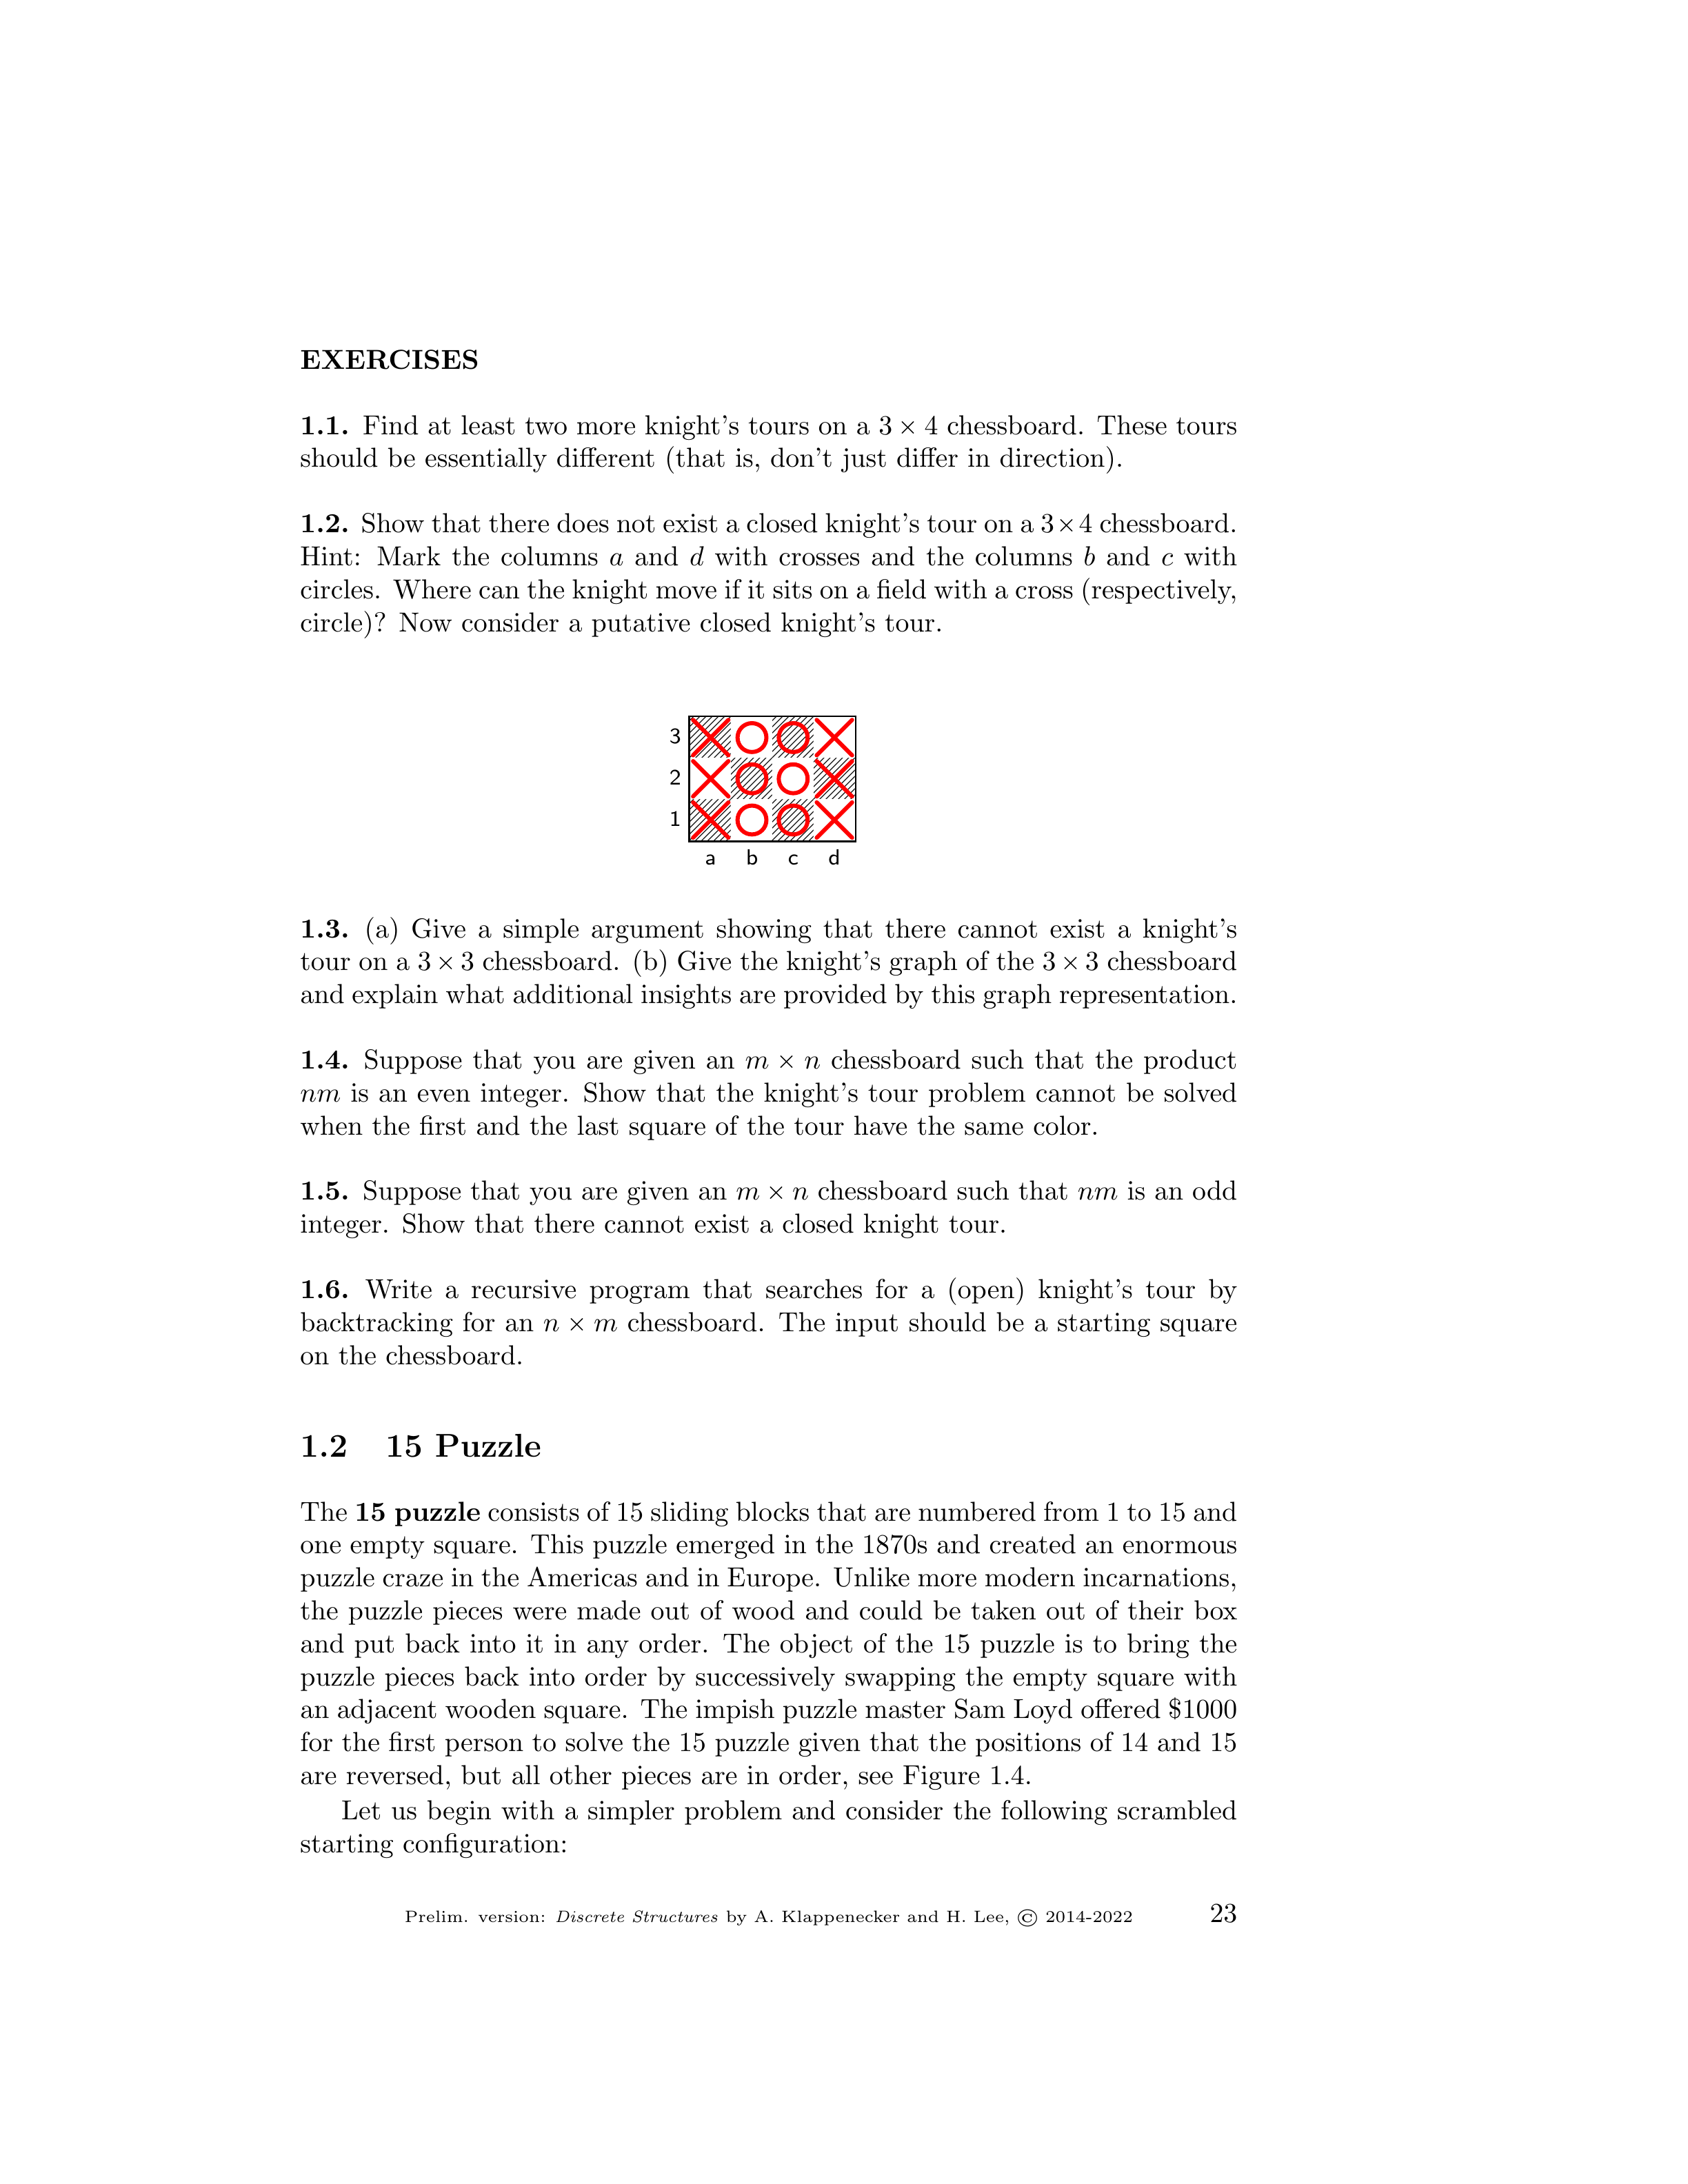 EXERCISES
1.1. Find at least two more knight's tours on a 3 × 4 chessboard. These tours
should be essentially different (that is, don't just differ in direction).
1.2. Show that there does not exist a closed knight's tour on a 3×4 chessboard.
Hint: Mark the columns a and d with crosses and the columns b and c with
circles. Where can the knight move if it sits on a field with a cross (respectively,
circle)? Now consider a putative closed knight's tour.
3
2
1
a b c d
1.3. (a) Give a simple argument showing that there cannot exist a knight's
tour on a 3 × 3 chessboard. (b) Give the knight's graph of the 3 × 3 chessboard
and explain what additional insights are provided by this graph representation.
1.4. Suppose that you are given an m × n chessboard such that the product
nm is an even integer. Show that the knight's tour problem cannot be solved
when the first and the last square of the tour have the same color.
1.5. Suppose that you are given an m × n chessboard such that nm is an odd
integer. Show that there cannot exist a closed knight tour.
1.6. Write a recursive program that searches for a (open) knight's tour by
backtracking for an n × m chessboard. The input should be a starting square
on the chessboard.
1.2 15 Puzzle
The 15 puzzle consists of 15 sliding blocks that are numbered from 1 to 15 and
one empty square. This puzzle emerged in the 1870s and created an enormous
puzzle craze in the Americas and in Europe. Unlike more modern incarnations,
the puzzle pieces were made out of wood and could be taken out of their box
and put back into it in any order. The object of the 15 puzzle is to bring the
puzzle pieces back into order by successively swapping the empty square with
an adjacent wooden square. The impish puzzle master Sam Loyd offered $1000
for the first person to solve the 15 puzzle given that the positions of 14 and 15
are reversed, but all other pieces are in order, see Figure 1.4.
Let us begin with a simpler problem and consider the following scrambled
starting configuration:
Prelim. version: Discrete Structures by A. Klappenecker and H. Lee, © 2014-2022 23